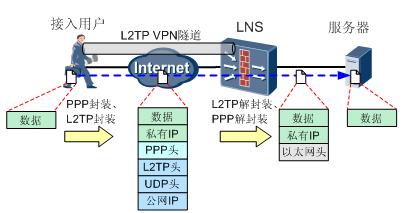 接入用户
LNS
服务器
L2TP VPN隧道
Internet
数据
PPP封装、
L2TP封装
数据
私有IP
PPP头
L2TP头
UDP头
公网IP
L2TP解封装、
PPP解封装
数据
私有IP
以太网头
数据